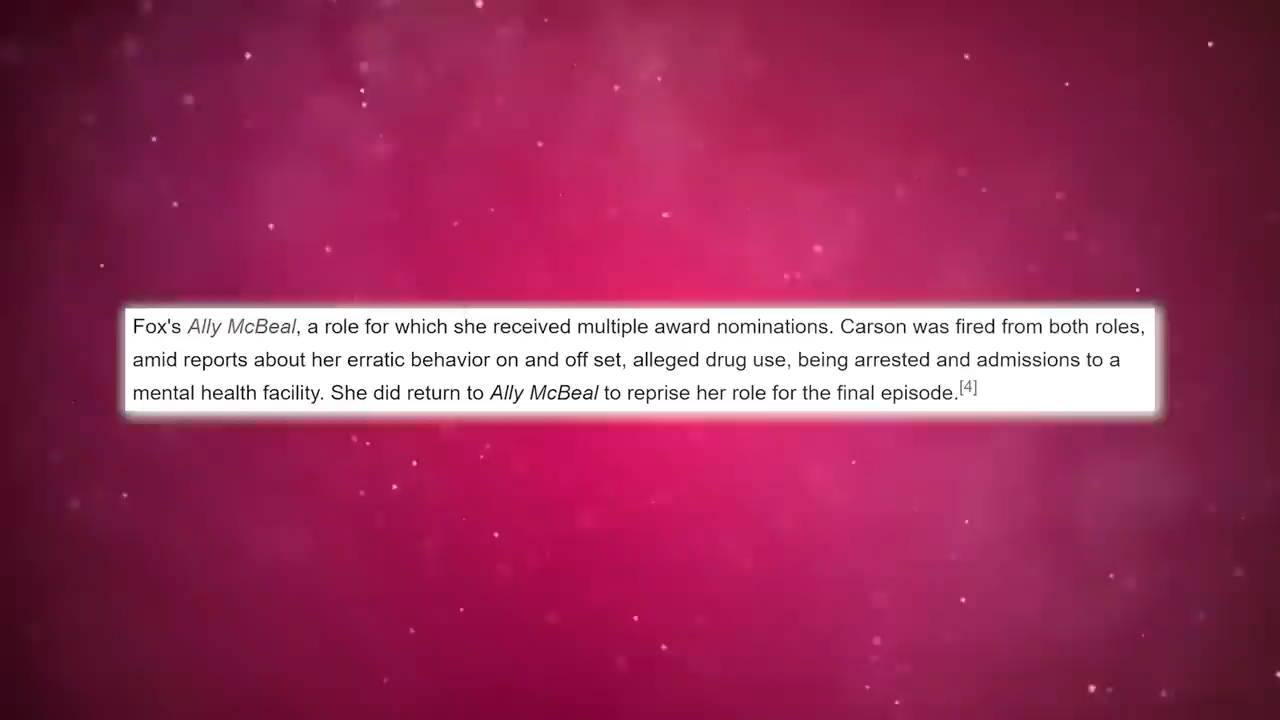 Fox's Ally McBeal, a role for which she received multiple award nominations. Carson was fired from both roles,
amid reports about her erratic behavior on and off set, alleged drug use, being arrested and admissions to a
mental health facility. She did return to Ally McBeal to reprise her role for the final episode.[4]